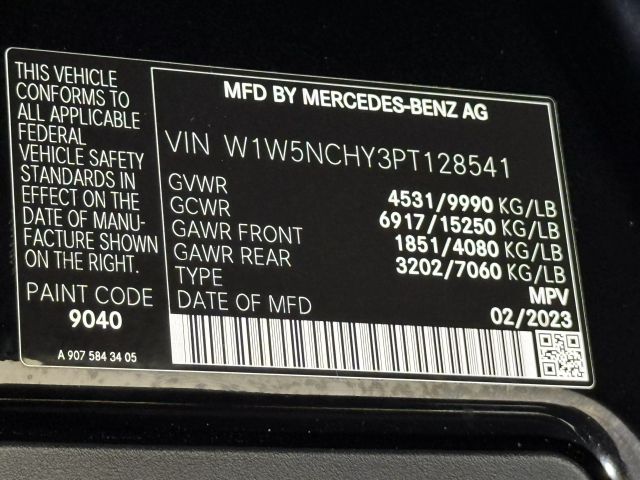 THIS VEHICLE
CONFORMS TO
ALL APPLICABLE
FEDERAL
VEHICLE SAFETY
STANDARDS IN
EFFECT ON THE
DATE OF MANU-
FACTURE SHOWN
ON THE RIGHT.
PAINT CODE
9040
A 907 584 34 05
MFD BY MERCEDES-BENZ AG
VIN W1W5NCHY3PT128541
GVWR 4531/9990 KG/LB
GCWR 6917/15250 KG/LB
GAWR FRONT 1851/4080 KG/LB
GAWR REAR 3202/7060 KG/LB
TYPE MPV
DATE OF MFD 02/2023